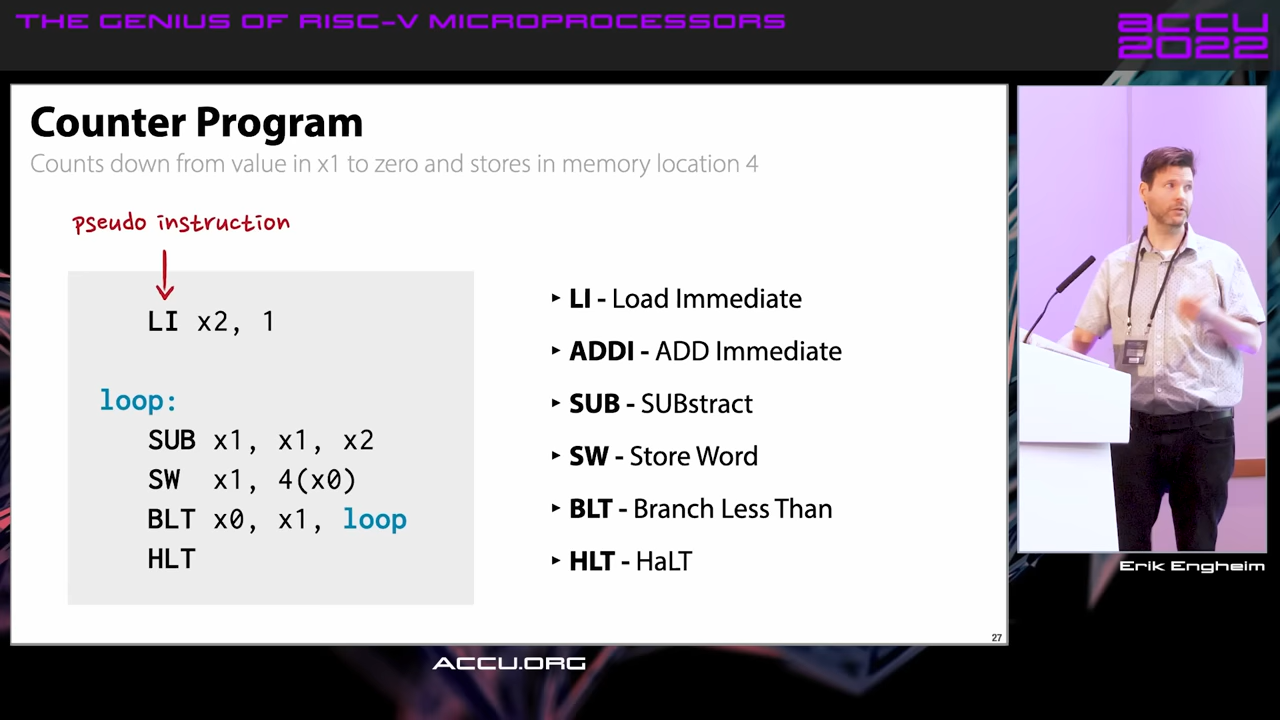 THE GENIUS OF RISC-V MICROPROCESSORS
ACCU
2022
Counter Program
Counts down from value in x1 to zero and stores in memory location 4
pseudo instruction
LI x2, 1
loop:
SUB x1, x1, x2
SW x1, 4(x0)
BLT x0, x1, loop
HLT
‣ LI - Load Immediate
‣ ADDI - ADD Immediate
‣ SUB - SUBstract
‣ SW - Store Word
‣ BLT - Branch Less Than
‣ HLT - HaLT
27
Erik Engheim
ACCU.ORG